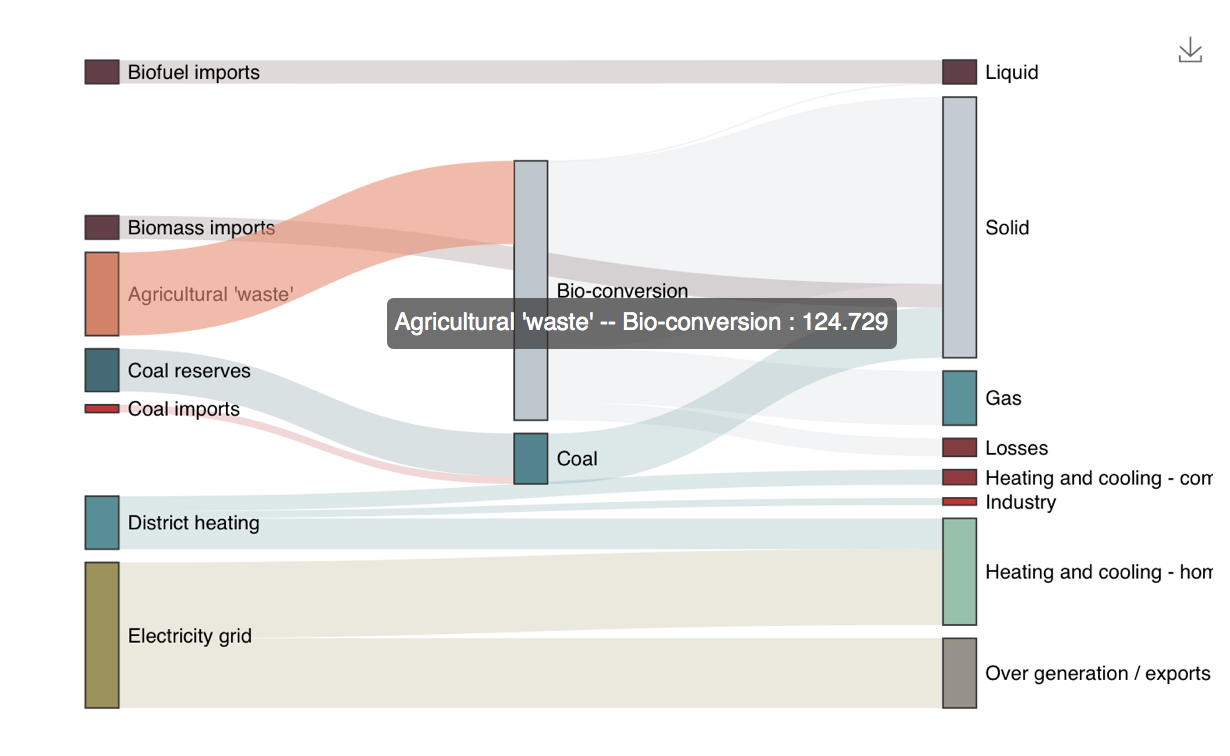 Biofuel imports
Liquid
Biomass imports
Solid
Agricultural 'waste'
Bio-conversion
Agricultural 'waste' -- Bio-conversion : 124.729
Coal reserves
Gas
Coal imports
Losses
Coal
Heating and cooling - com
Industry
District heating
Heating and cooling - hom
Electricity grid
Over generation / exports